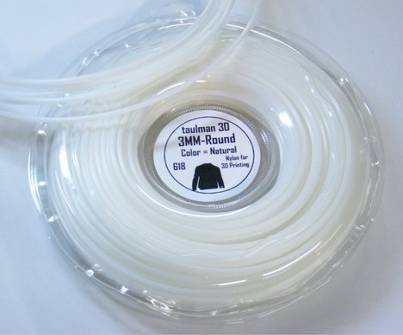 taulman 3D
3MM-Round
Color = Natural
618
Nylon for
3D Printing